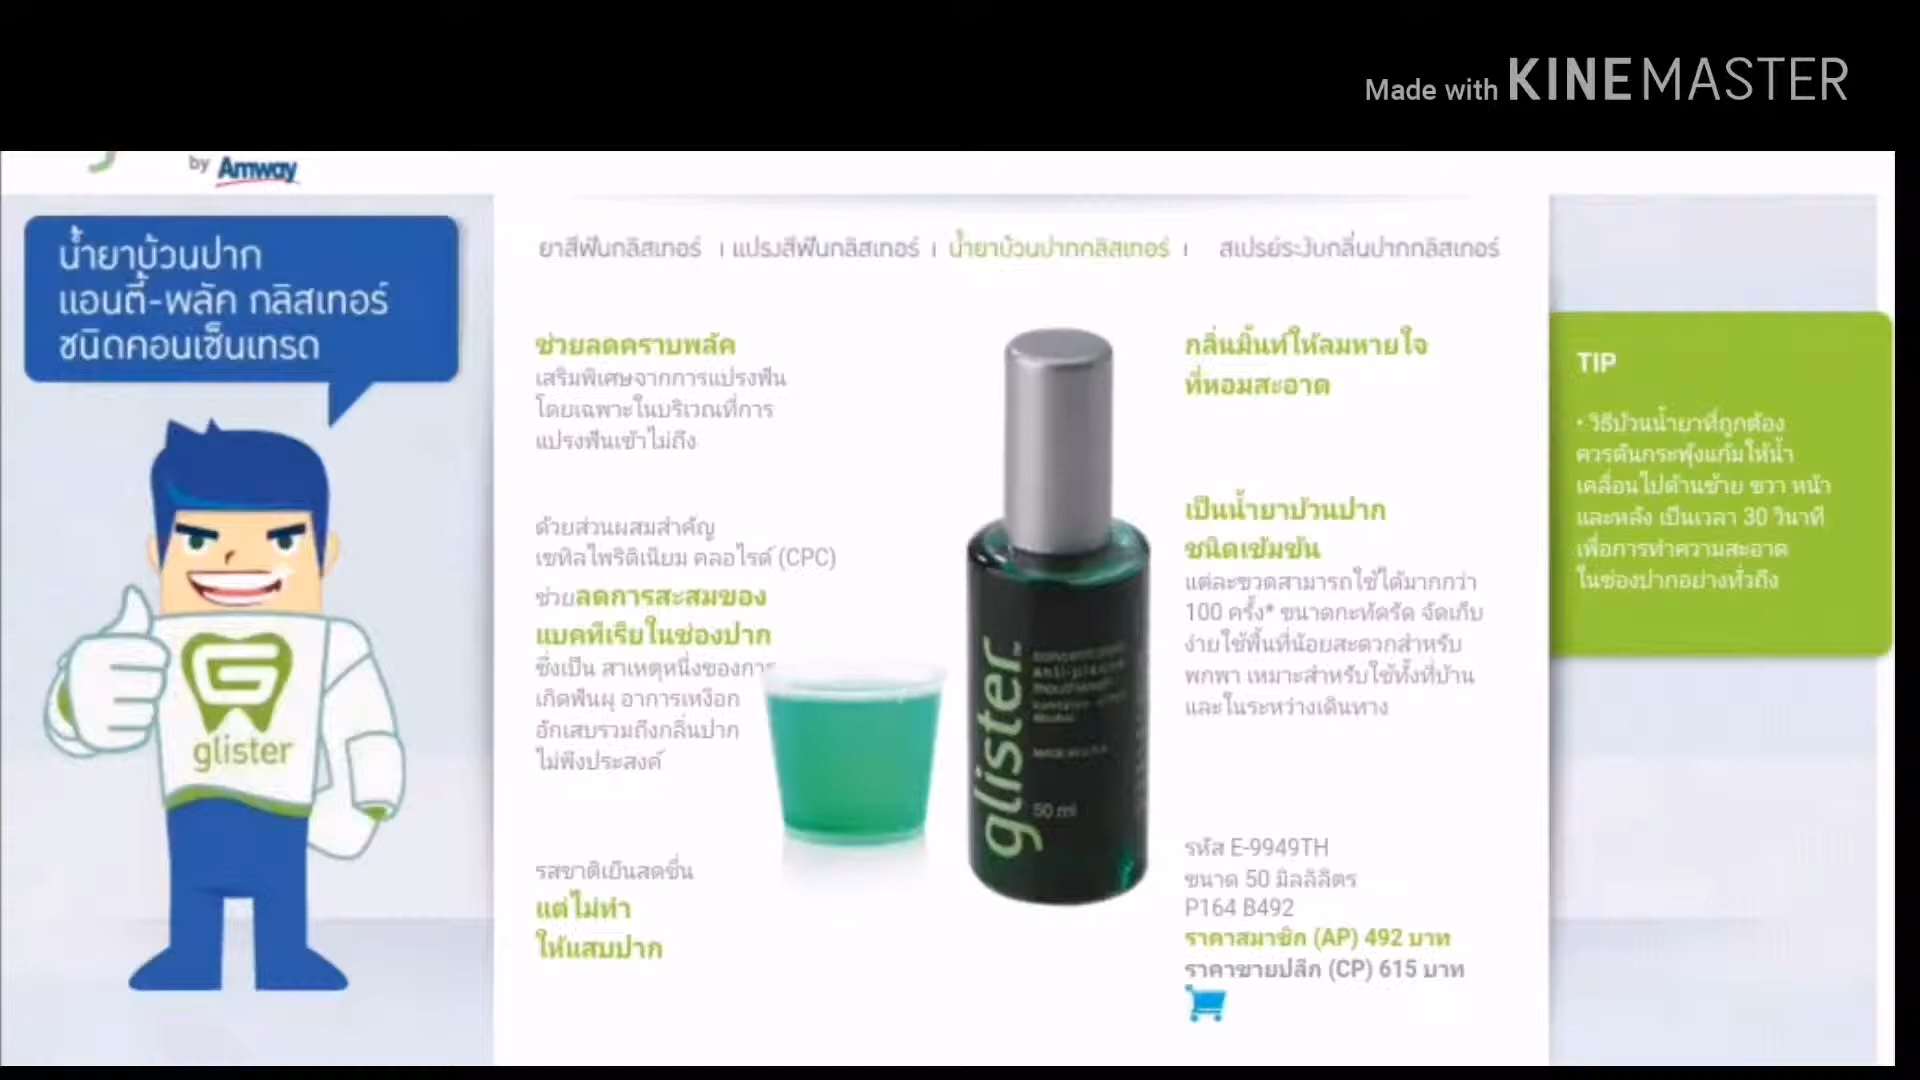 Made with KINEMASTER
by Amway
น้ำยาบ้วนปาก
แอนตี้-พลัค กลิสเทอร์
ชนิดคอนเซ็นเทรด
glister
ยาสีฟันกลิสเทอร์ | แปรงสีฟันกลิสเทอร์ | น้ำยาบ้วนปากกลิสเทอร์ | สเปรย์ระงับกลิ่นปากกลิสเทอร์
ช่วยลดคราบพลัค
เสริมพิเศษจากการแปรงฟัน
โดยเฉพาะในบริเวณที่การ
แปรงฟันเข้าไม่ถึง
ด้วยส่วนผสมสำคัญ
เซทิลไพริดิเนียม คลอไรด์ (CPC)
ช่วยลดการสะสมของ
แบคทีเรียในช่องปาก
ซึ่งเป็น สาเหตุหนึ่งของการ
เกิดฟันผุ อาการเหงือก
อักเสบรวมถึงกลิ่นปาก
ไม่พึงประสงค์
รสชาติเย็นสดชื่น
แต่ไม่ทำ
ให้แสบปาก
glister
concentrated
anti-plaque
mouthwash
MADE IN U.S.A.
50 ml
กลิ่นมิ้นท์ให้ลมหายใจ
ที่หอมสะอาด
เป็นน้ำยาบ้วนปาก
ชนิดเข้มข้น
แต่ละขวดสามารถใช้ได้มากกว่า
100 ครั้ง* ขนาดกะทัดรัด จัดเก็บ
ง่ายใช้พื้นที่น้อยสะดวกสำหรับ
พกพา เหมาะสำหรับใช้ทั้งที่บ้าน
และในระหว่างเดินทาง
รหัส E-9949TH
ขนาด 50 มิลลิลิตร
P164 B492
ราคาสมาชิก (AP) 492 บาท
ราคาขายปลีก (CP) 615 บาท
TIP
• วิธีบ้วนน้ำยาที่ถูกต้อง
ควรดันกระพุ้งแก้มให้น้ำ
เคลื่อนไปด้านซ้าย ขวา หน้า
และหลัง เป็นเวลา 30 วินาที
เพื่อการทำความสะอาด
ในช่องปากอย่างทั่วถึง